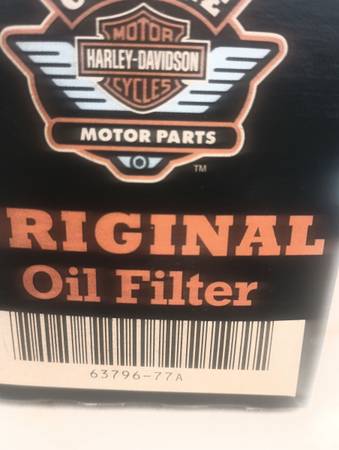 MOTOR
HARLEY-DAVIDSON
CYCLES
MOTOR PARTS
TM
RIGINAL
Oil Filter
63796-77A